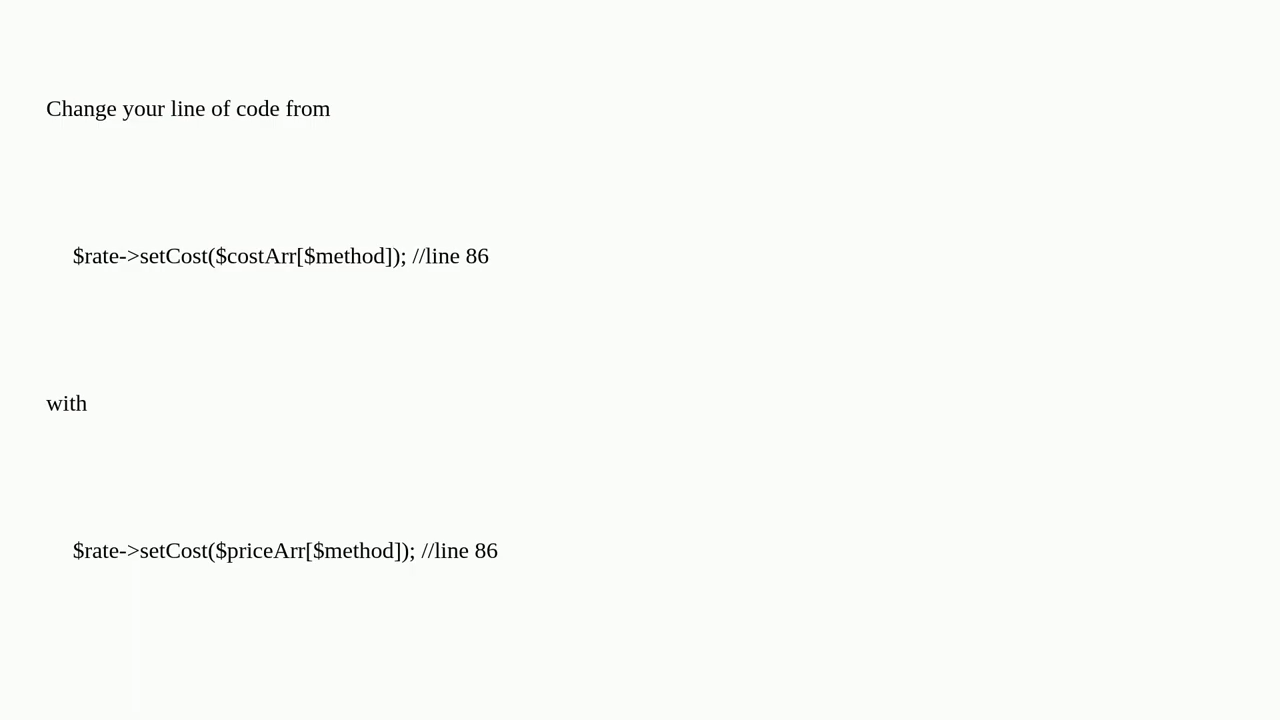 Change your line of code from
$rate->setCost($costArr[$method]); //line 86
with
$rate->setCost($priceArr[$method]); //line 86